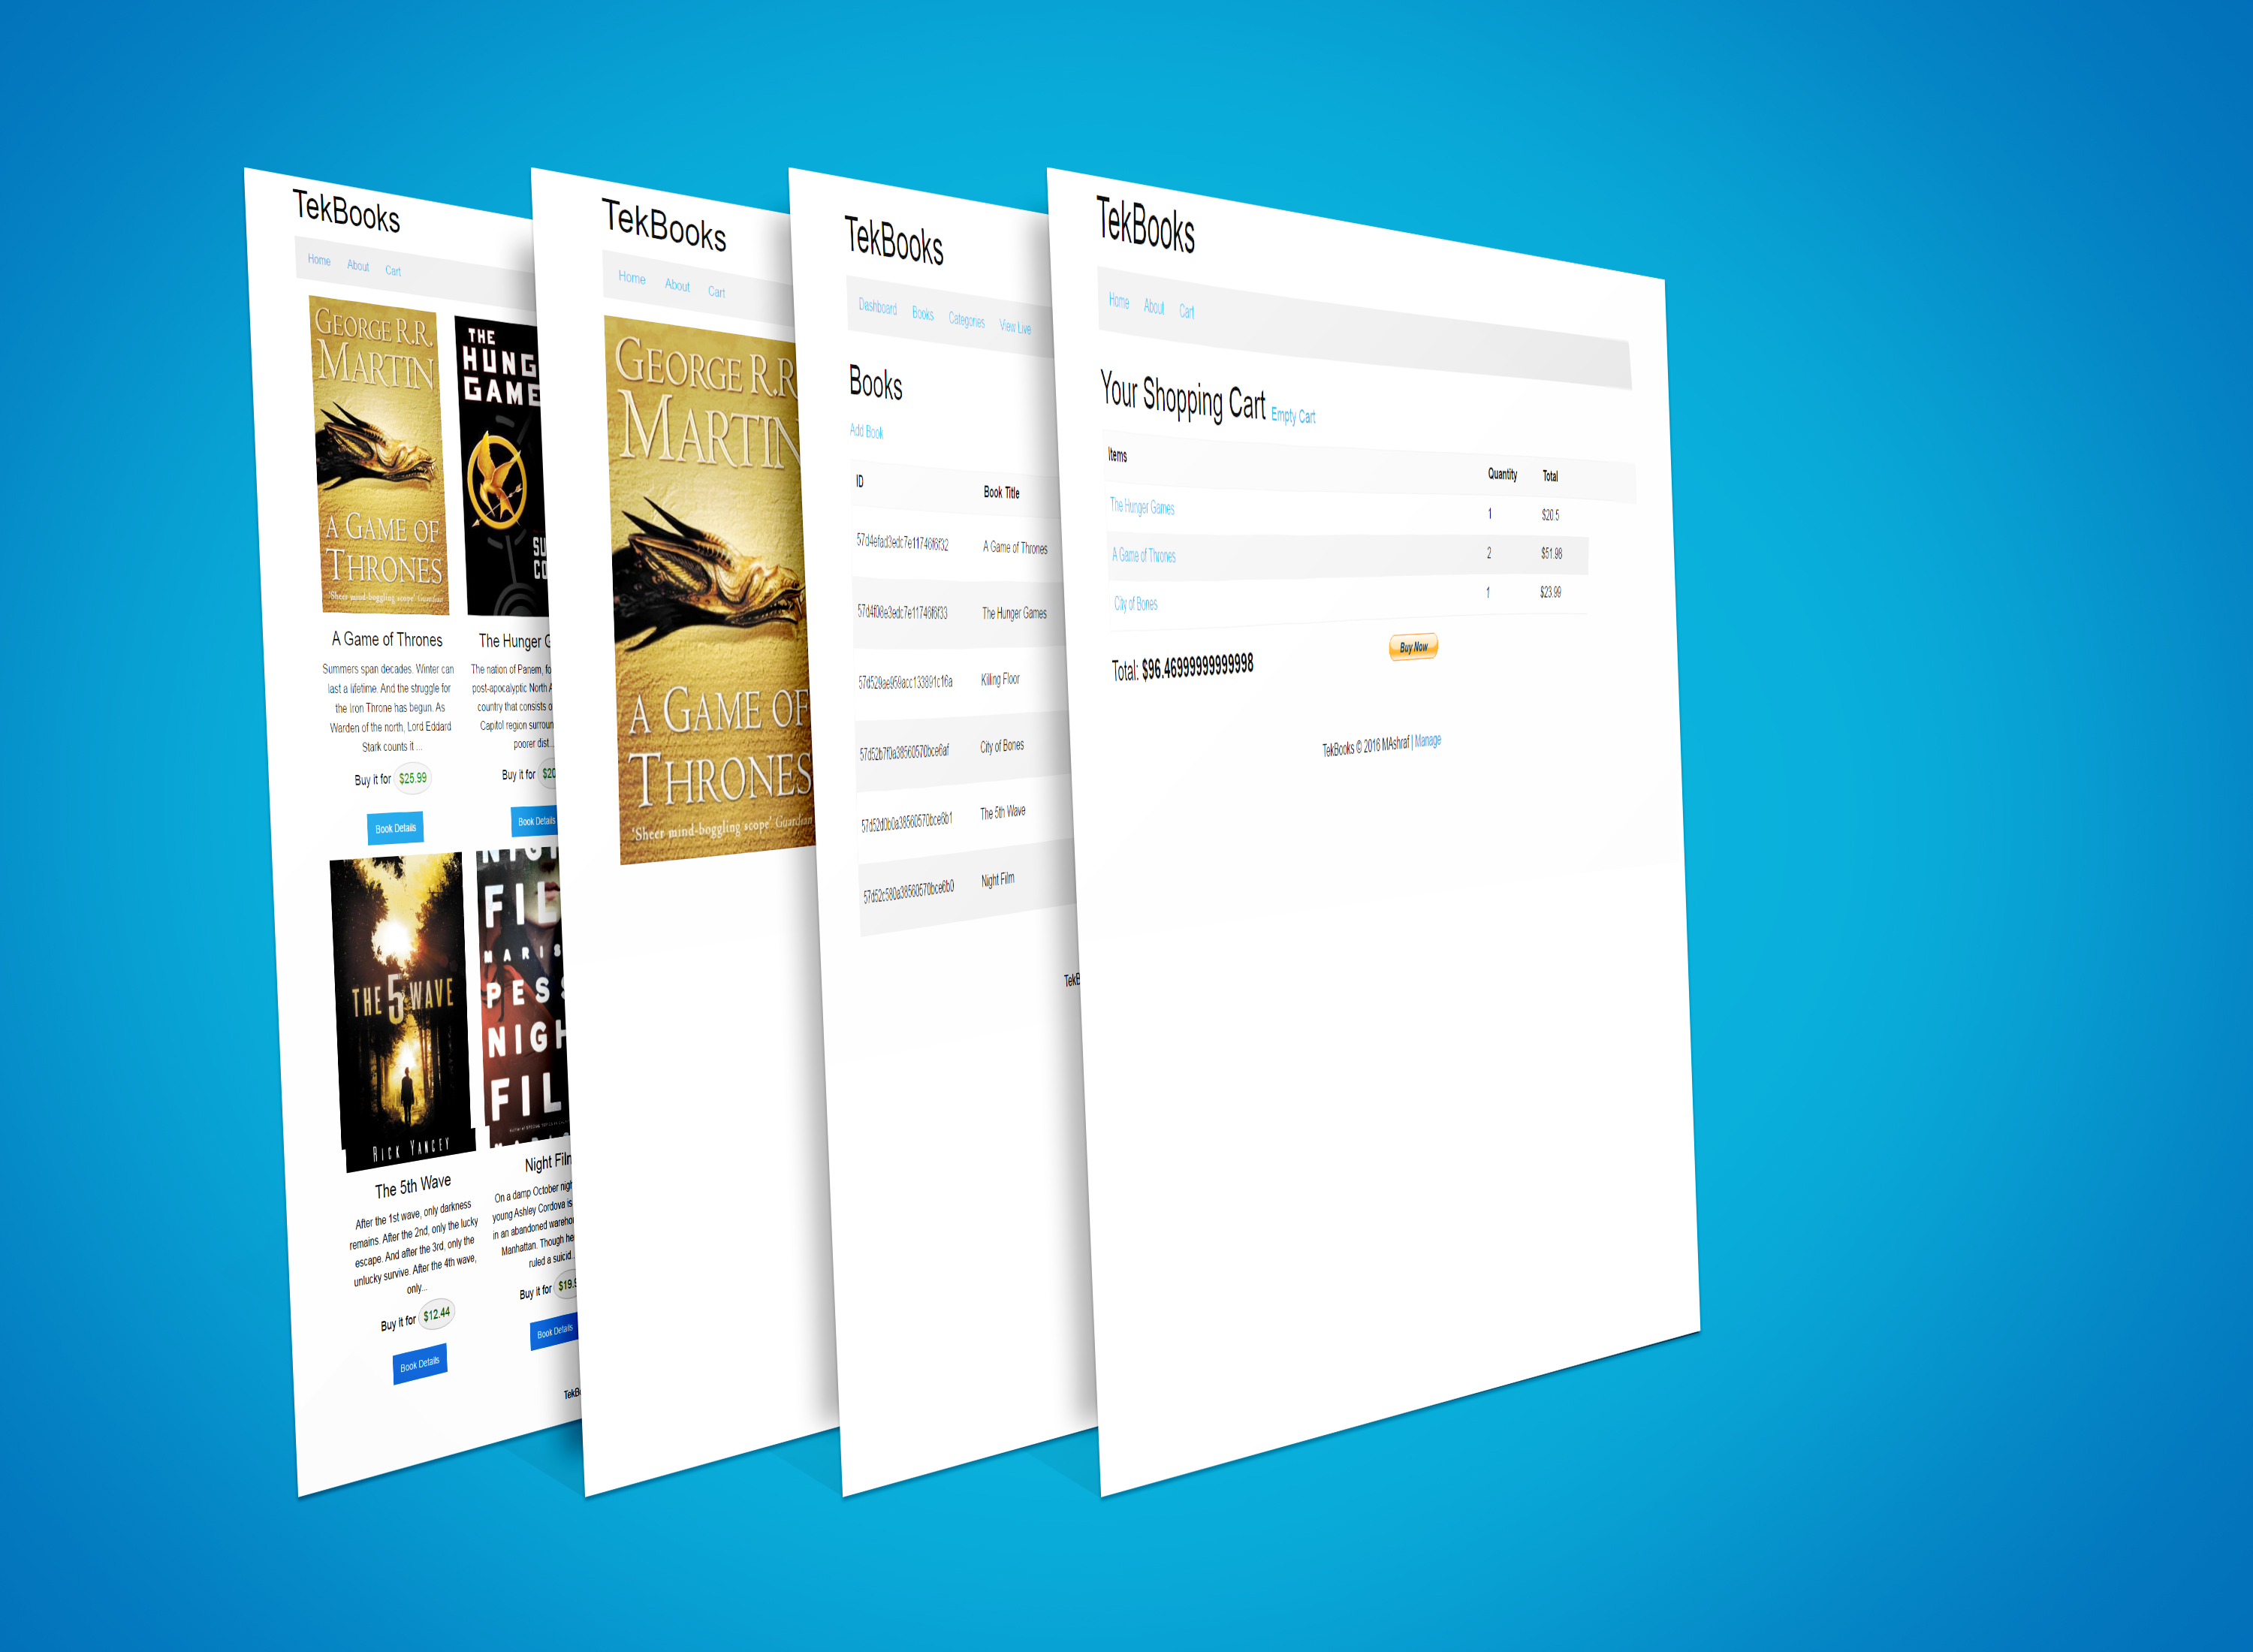 TekBooks
Home About Cart
GEORGE R.R.
MARTIN
A GAME OF
THRONES
'Sheer mind-boggling scope' Guardian
THE
HUNG
GAME
SU
CO
A Game of Thrones
Summers span decades. Winter can
last a lifetime. And the struggle for
the Iron Throne has begun. As
Warden of the north, Lord Eddard
Stark counts it ...
Buy it for $25.99
Book Details
The Hunger G
The nation of Panem, fo
post-apocalyptic North A
country that consists o
Capitol region surroun
poorer dist...
Buy it for $20
Book Details
THE 5 WAVE
RICK YANCEY
The 5th Wave
After the 1st wave, only darkness
remains. After the 2nd, only the lucky
escape. And after the 3rd, only the
unlucky survive. After the 4th wave,
only...
Buy it for $12.44
Book Details
FIL
MARIS
PESS
NIGH
FIL
Night Film
On a damp October nigh
young Ashley Cordova is
in an abandoned wareho
Manhattan. Though he
ruled a suicid...
Buy it for $19.9
Book Details
TekB
TekBooks
Home About Cart
GEORGE R.R
MARTIN
A GAME OF
THRONES
'Sheer mind-boggling scope' Guardian
TekBooks
Dashboard Books Categories View Live
Books
Add Book
ID Book Title
57d4efad3edc7e11746f6f32 A Game of Thrones
57d4f08e3edc7e11746f6f33 The Hunger Games
57d529ae959acc133891c16a Killing Floor
57d52b7f0a38560570bce6af City of Bones
57d52d0b0a38560570bce6b1 The 5th Wave
57d52c580a38560570bce6b0 Night Film
TekB
TekBooks
Home About Cart
Your Shopping Cart Empty Cart
Items Quantity Total
The Hunger Games 1 $20.5
A Game of Thrones 2 $51.98
City of Bones 1 $23.99
Buy Now
Total: $96.46999999999998
TekBooks © 2016 MAshraf | Manage